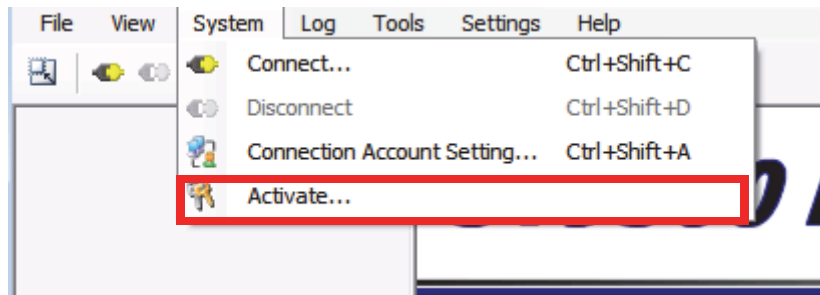 File View System Log Tools Settings Help
Connect... Ctrl+Shift+C
Disconnect Ctrl+Shift+D
Connection Account Setting... Ctrl+Shift+A
Activate...